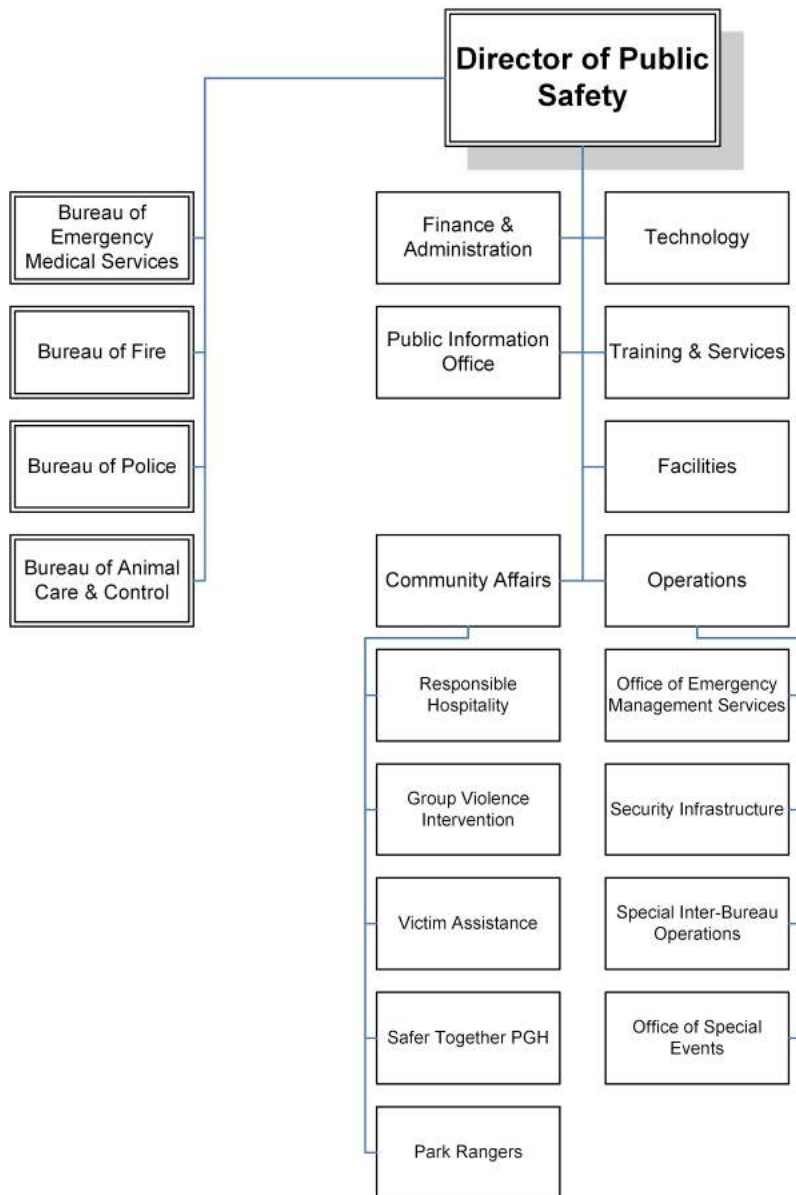 Director of Public
Safety
Bureau of
Emergency
Medical Services
Bureau of Fire
Bureau of Police
Bureau of Animal
Care & Control
Finance &
Administration
Technology
Public Information
Office
Training & Services
Facilities
Community Affairs
Operations
Responsible
Hospitality
Group Violence
Intervention
Victim Assistance
Safer Together PGH
Park Rangers
Office of Emergency
Management Services
Security Infrastructure
Special Inter-Bureau
Operations
Office of Special
Events